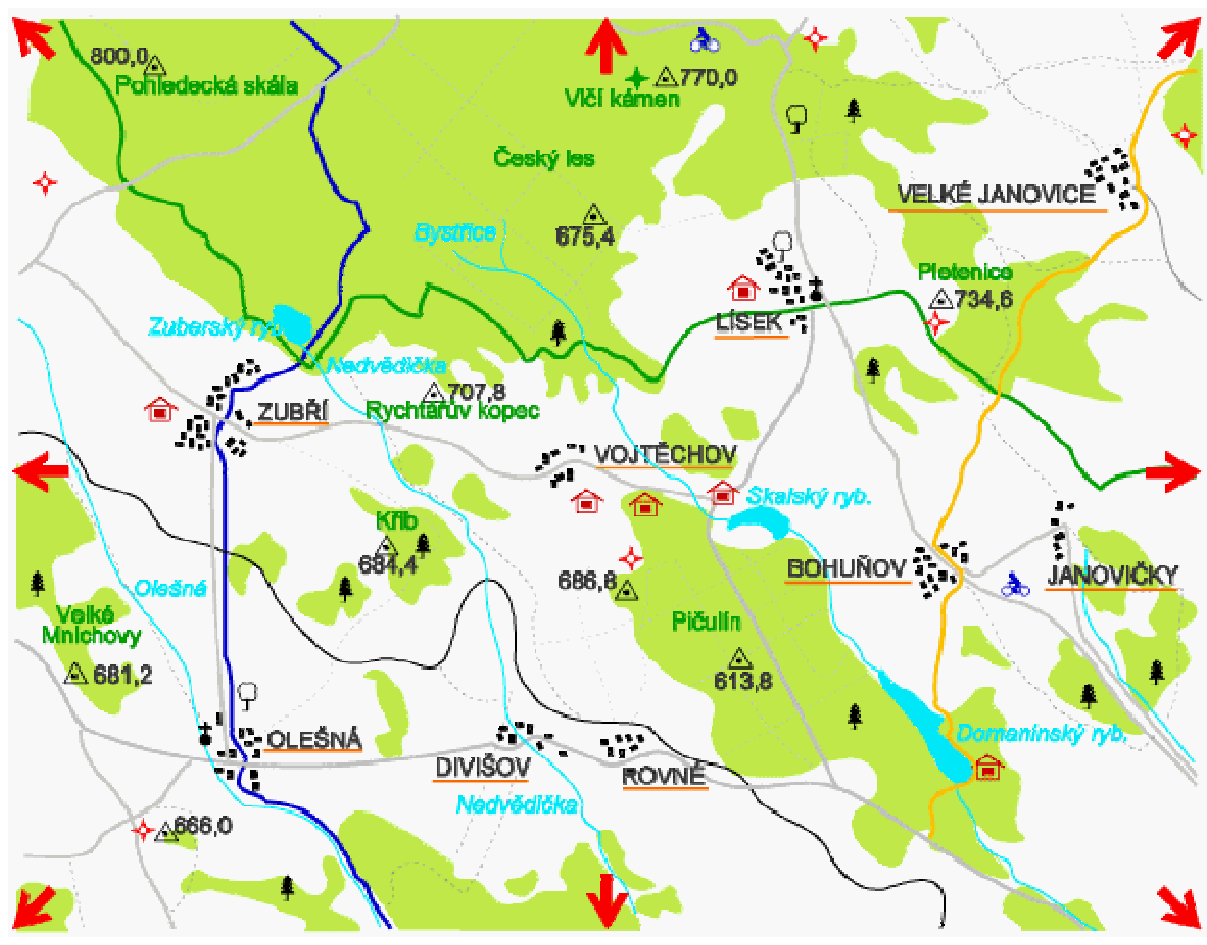 800,0
Pohledecká skála
770,0
Vlčí kámen
Český les
VELKÉ JANOVICE
Bystřice
675,4
Pletenice
734,6
Zuberský ryb.
LÍSEK
Nedvědička
707,8
ZUBŘÍ
Rychtářův kopec
VOJTĚCHOV
Skalský ryb.
Křib
684,4
BOHUŇOV
JANOVIČKY
Olešná
686,8
Velké
Mnichovy
Pičulín
681,2
613,8
OLEŠNÁ
Domanínský ryb.
DIVIŠOV
ROVNÉ
Nedvědička
666,0